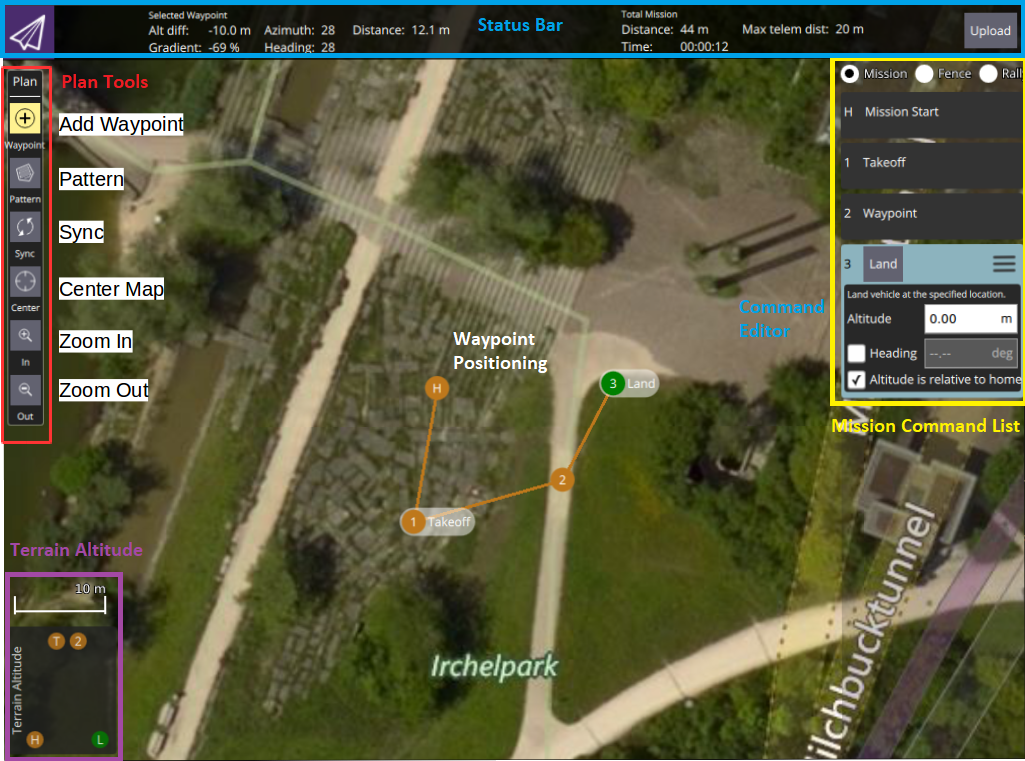 Selected Waypoint
Alt diff: -10.0 m Azimuth: 28 Distance: 12.1 m
Gradient: -69 % Heading: 28
Status Bar
Total Mission
Distance: 44 m Max telem dist: 20 m
Time: 00:00:12
Upload
Plan
Plan Tools
Waypoint
Add Waypoint
Pattern
Pattern
Sync
Sync
Center
Center Map
In
Zoom In
Out
Zoom Out
Mission Fence Rall
H Mission Start
1 Takeoff
2 Waypoint
3 Land
Land vehicle at the specified location.
Altitude 0.00 m
Heading --.-- deg
Altitude is relative to home
Command
Editor
Mission Command List
Waypoint
Positioning
H
3 Land
2
1 Takeoff
Terrain Altitude
10 m
T 2
Terrain Altitude
H L
Irchelpark
ilchbucktunnel